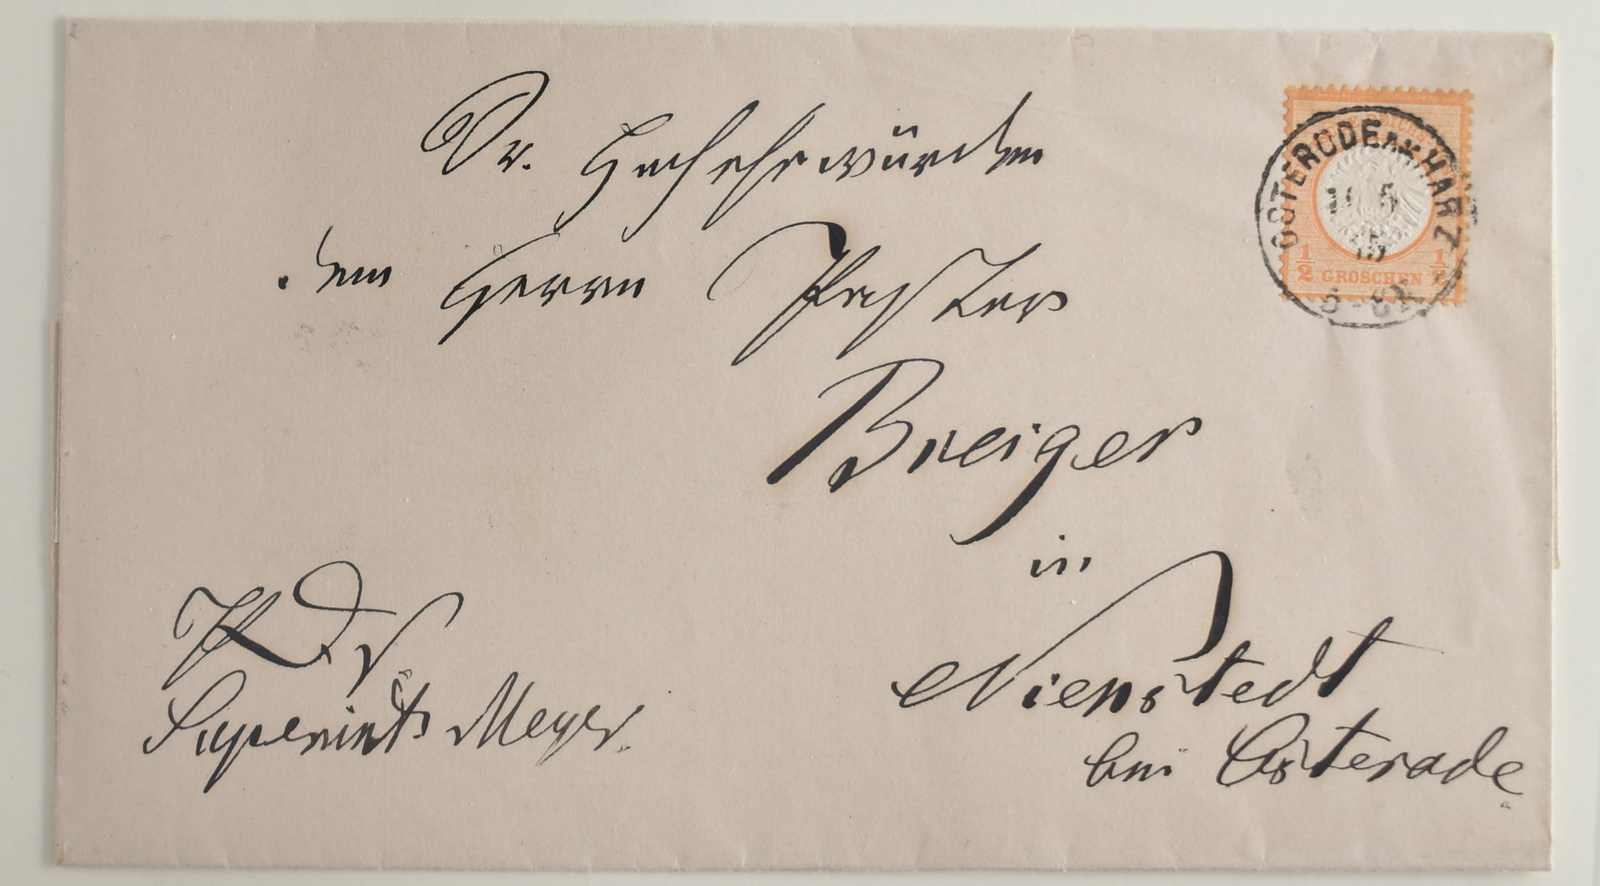 Sr. Hochehrwürden
dem Herrn Pastor
Breiger
in
Nienstedt
bei Osterode
Superint Meyer.
OSTERODE A** HARZ
5
½ GROSCHEN ½